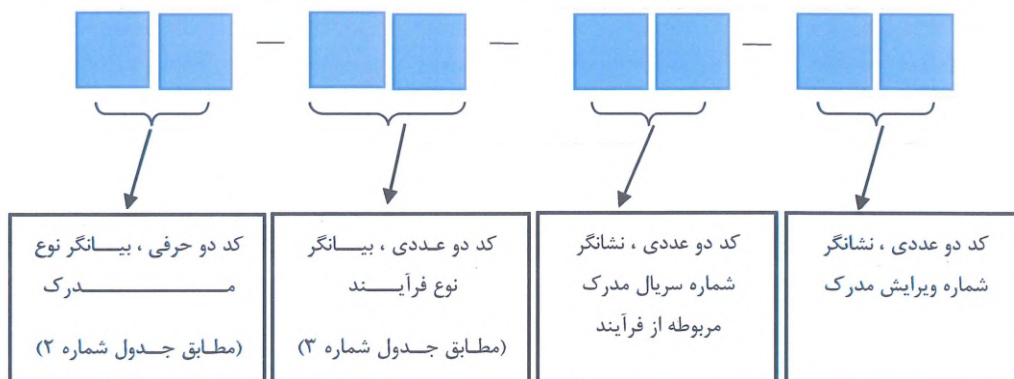 کد دو حرفی ، بیانگر نوع
مدرک
(مطابق جدول شماره ۲)
کد دو عددی ، بیانگر
نوع فرآیند
(مطابق جدول شماره ۳)
کد دو عددی ، نشانگر
شماره سریال مدرک
مربوطه از فرآیند
کد دو عددی ، نشانگر
شماره ویرایش مدرک